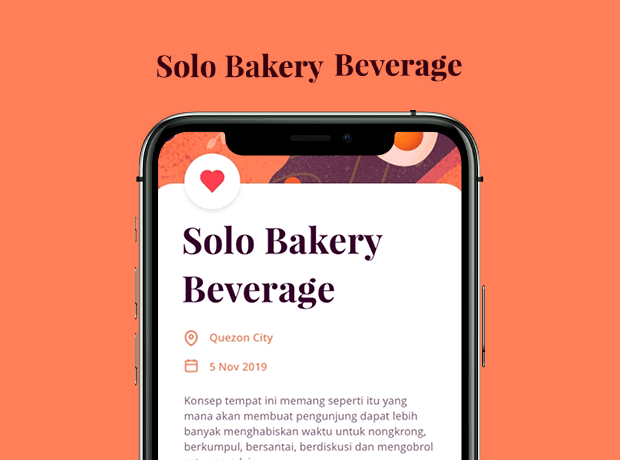 Solo Bakery Beverage
Solo Bakery
Beverage
Quezon City
5 Nov 2019
Konsep tempat ini memang seperti itu yang
mana akan membuat pengunjung dapat lebih
banyak menghabiskan waktu untuk nongkrong,
berkumpul, bersantai, berdiskusi dan mengobrol